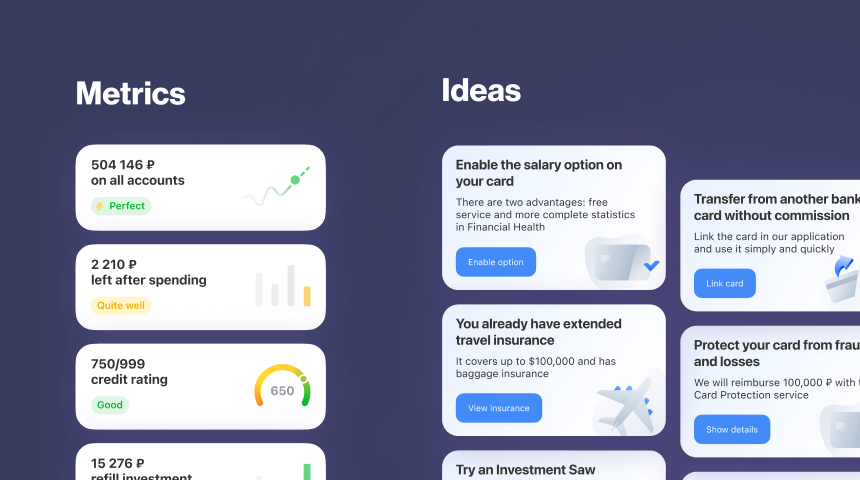 Metrics
504 146 ₽
on all accounts
⚡ Perfect
2 210 ₽
left after spending
Quite well
750/999
credit rating
Good
650
15 276 ₽
refill investment
Ideas
Enable the salary option on
your card
There are two advantages: free
service and more complete statistics
in Financial Health
Enable option
You already have extended
travel insurance
It covers up to $100,000 and has
baggage insurance
View insurance
Try an Investment Saw
Transfer from another bank
card without commission
Link the card in our application
and use it simply and quickly
Link card
Protect your card from frau
and losses
We will reimburse 100,000 ₽ with
Card Protection service
Show details